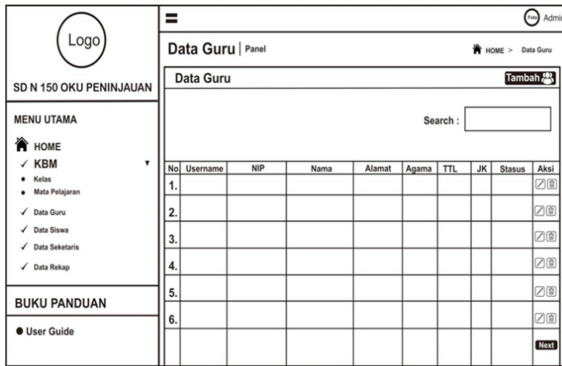 Logo
SD N 150 OKU PENINJAUAN
MENU UTAMA
HOME
KBM
Kelas
Mata Pelajaran
Data Guru
Data Siswa
Data Seketaris
Data Rekap
BUKU PANDUAN
User Guide
Foto Admin
Data Guru | Panel
HOME > Data Guru
Data Guru
Tambah
Search :
No. Username NIP Nama Alamat Agama TTL JK Stasus Aksi
1.
2.
3.
4.
5.
6.
Next